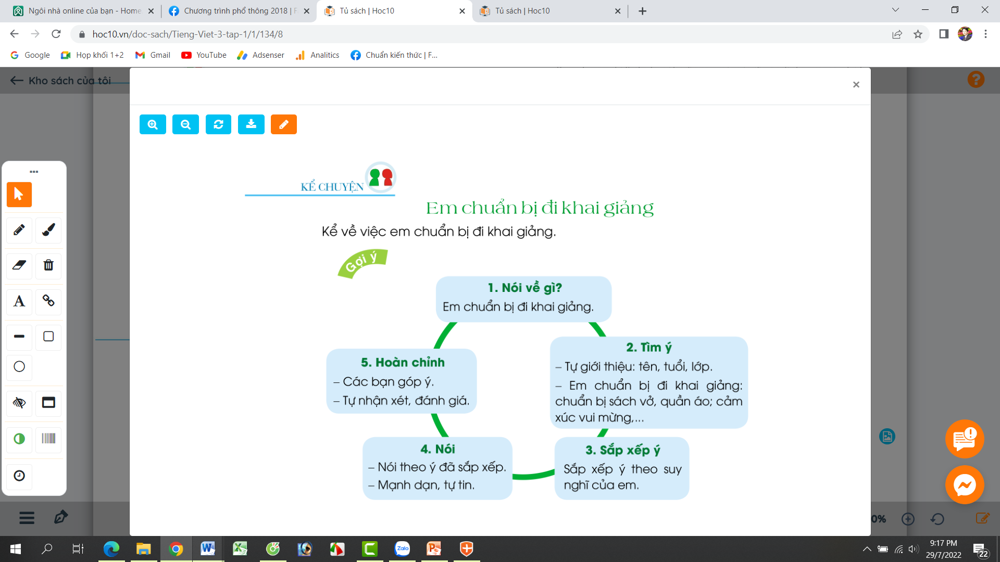 Ngôi nhà online của bạn - Home
Chương trình phổ thông 2018 | F
Tủ sách | Hoc10
Tủ sách | Hoc10
hoc10.vn/doc-sach/Tieng-Viet-3-tap-1/1/134/8
Google
Họp khối 1+2
Gmail
YouTube
Adsenser
Analitics
Chuẩn kiến thức | F...
Kho sách của tôi
KỂ CHUYỆN
Em chuẩn bị đi khai giảng
Kể về việc em chuẩn bị đi khai giảng.
Gợi ý
1. Nói về gì?
Em chuẩn bị đi khai giảng.
2. Tìm ý
– Tự giới thiệu: tên, tuổi, lớp.
– Em chuẩn bị đi khai giảng:
chuẩn bị sách vở, quần áo; cảm
xúc vui mừng,...
3. Sắp xếp ý
Sắp xếp ý theo suy
nghĩ của em.
4. Nói
– Nói theo ý đã sắp xếp.
– Mạnh dạn, tự tin.
5. Hoàn chỉnh
– Các bạn góp ý.
– Tự nhận xét, đánh giá.
0%
Zalo
9:17 PM
29/7/2022
22